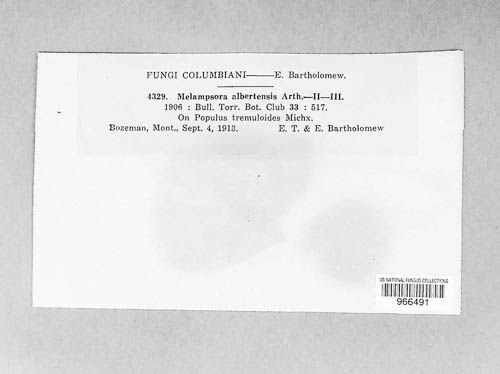 FUNGI COLUMBIANI——E. Bartholomew.
4329. Melampsora albertensis Arth.—II—III.
1906 : Bull. Torr. Bot. Club 33 : 517.
On Populus tremuloides Michx.
Bozeman, Mont., Sept. 4, 1913. E. T. & E. Bartholomew
US NATIONAL FUNGUS COLLECTIONS
966491